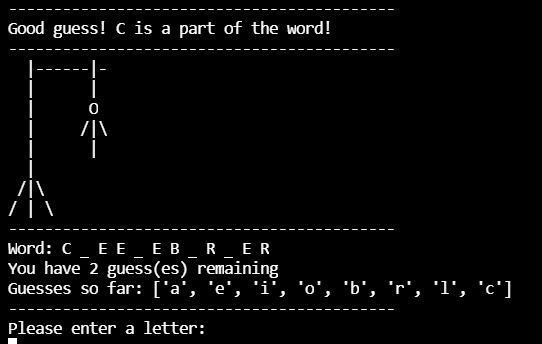 -------------------------------------------
Good guess! C is a part of the word!
-------------------------------------------
  |------|-
  |      |
  |      O
  |     /|\
  |      |
  |
 /|\
/ | \
-------------------------------------------
Word: C _ E E _ E B _ R _ E R
You have 2 guess(es) remaining
Guesses so far: ['a', 'e', 'i', 'o', 'b', 'r', 'l', 'c']
-------------------------------------------
Please enter a letter: